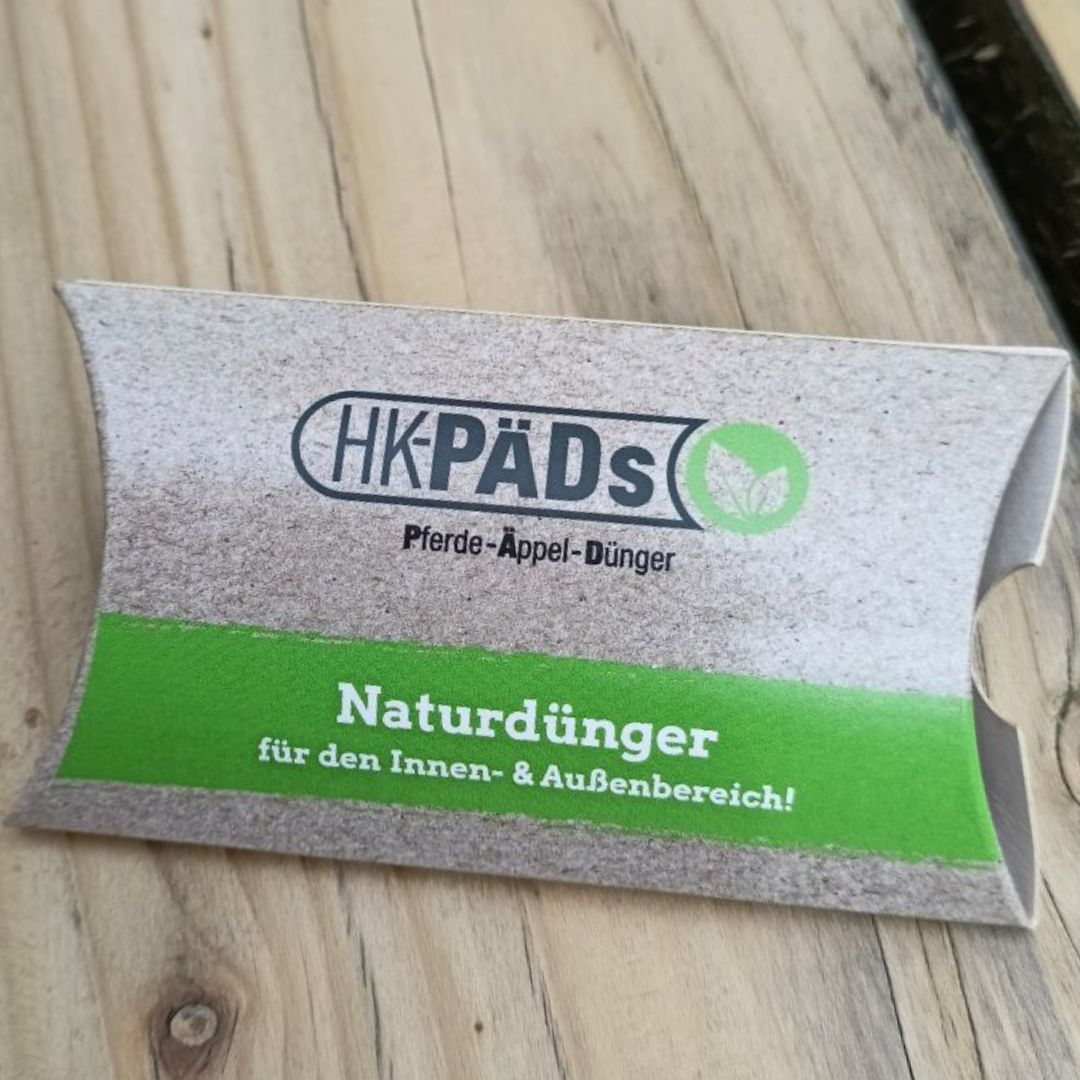 HK-PÄDs
Pferde-Äppel-Dünger
Naturdünger
für den Innen- & Außenbereich!